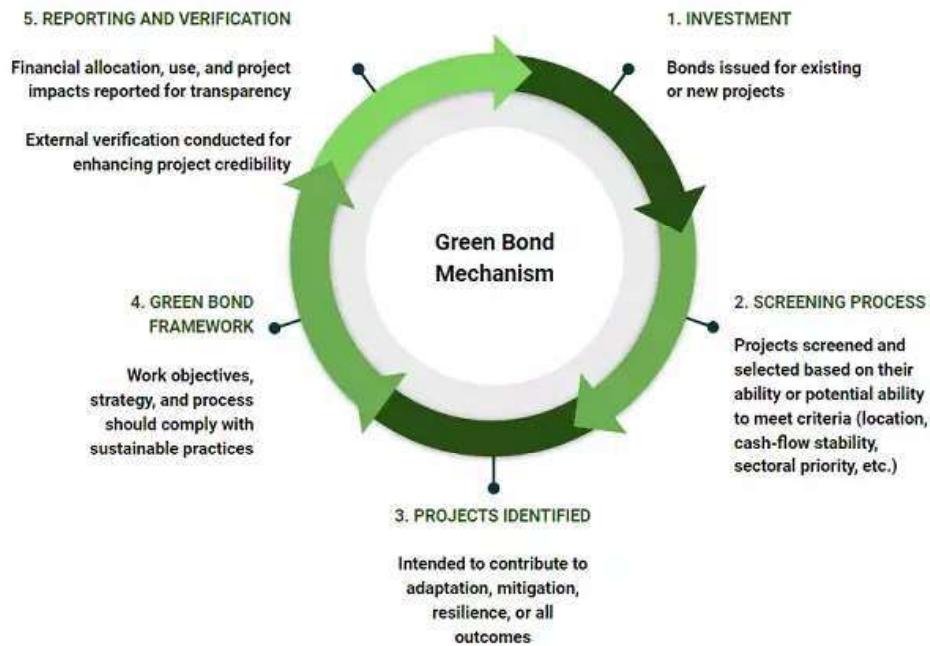 Green Bond
Mechanism
1. INVESTMENT
Bonds issued for existing
or new projects
2. SCREENING PROCESS
Projects screened and
selected based on their
ability or potential ability
to meet criteria (location,
cash-flow stability,
sectoral priority, etc.)
3. PROJECTS IDENTIFIED
Intended to contribute to
adaptation, mitigation,
resilience, or all
outcomes
4. GREEN BOND
FRAMEWORK
Work objectives,
strategy, and process
should comply with
sustainable practices
5. REPORTING AND VERIFICATION
Financial allocation, use, and project
impacts reported for transparency
External verification conducted for
enhancing project credibility